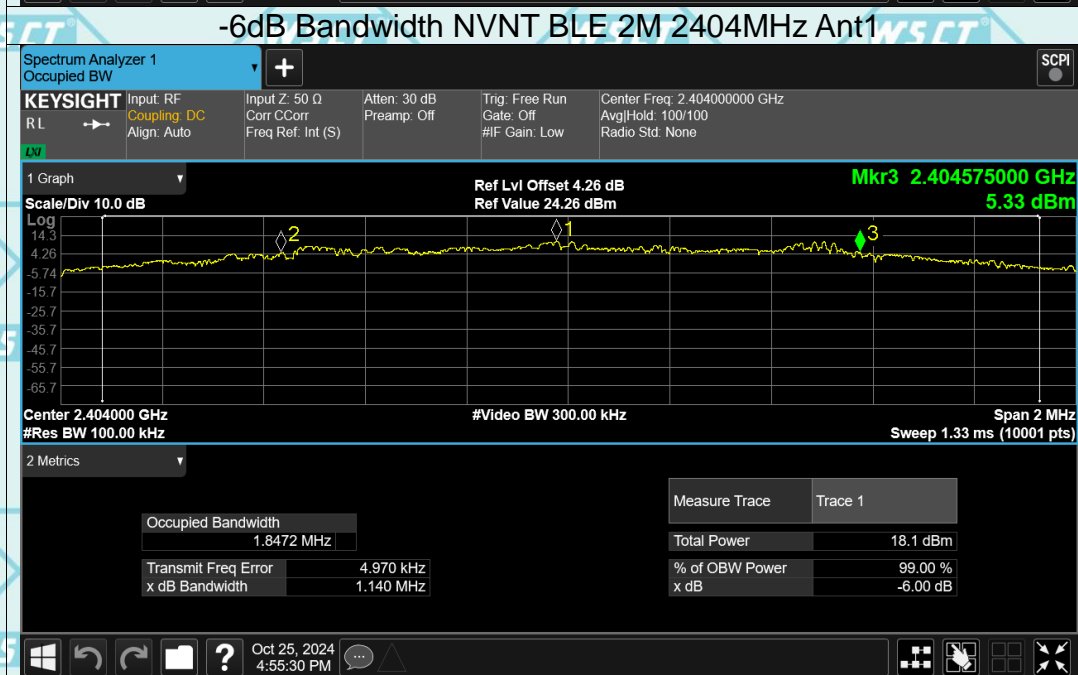 -6dB Bandwidth NVNT BLE 2M 2404MHz Ant1
Spectrum Analyzer 1
Occupied BW
+
SCPI
KEYSIGHT
R L
LXI
Input: RF
Coupling: DC
Align: Auto
Input Z: 50 Ω
Corr CCorr
Freq Ref: Int (S)
Atten: 30 dB
Preamp: Off
Trig: Free Run
Gate: Off
#IF Gain: Low
Center Freq: 2.404000000 GHz
Avg|Hold: 100/100
Radio Std: None
1 Graph
Scale/Div 10.0 dB
Ref Lvl Offset 4.26 dB
Ref Value 24.26 dBm
Mkr3 2.404575000 GHz
5.33 dBm
Log
14.3
4.26
-5.74
-15.7
-25.7
-35.7
-45.7
-55.7
-65.7
2
1
3
Center 2.404000 GHz
#Video BW 300.00 kHz
Span 2 MHz
#Res BW 100.00 kHz
Sweep 1.33 ms (10001 pts)
2 Metrics
Measure Trace Trace 1
Occupied Bandwidth
1.8472 MHz
Total Power 18.1 dBm
Transmit Freq Error 4.970 kHz
% of OBW Power 99.00 %
x dB Bandwidth 1.140 MHz
x dB -6.00 dB
?
Oct 25, 2024
4:55:30 PM